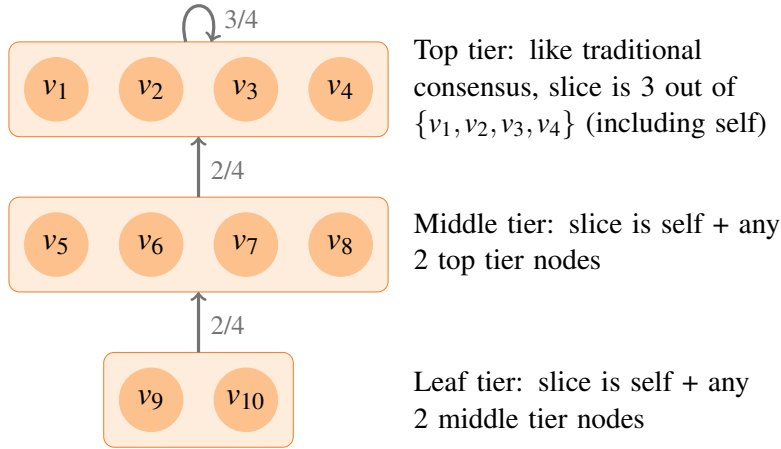 3/4
v1 v2 v3 v4
Top tier: like traditional
consensus, slice is 3 out of
{v1,v2,v3,v4} (including self)
2/4
v5 v6 v7 v8
Middle tier: slice is self + any
2 top tier nodes
2/4
v9 v10
Leaf tier: slice is self + any
2 middle tier nodes